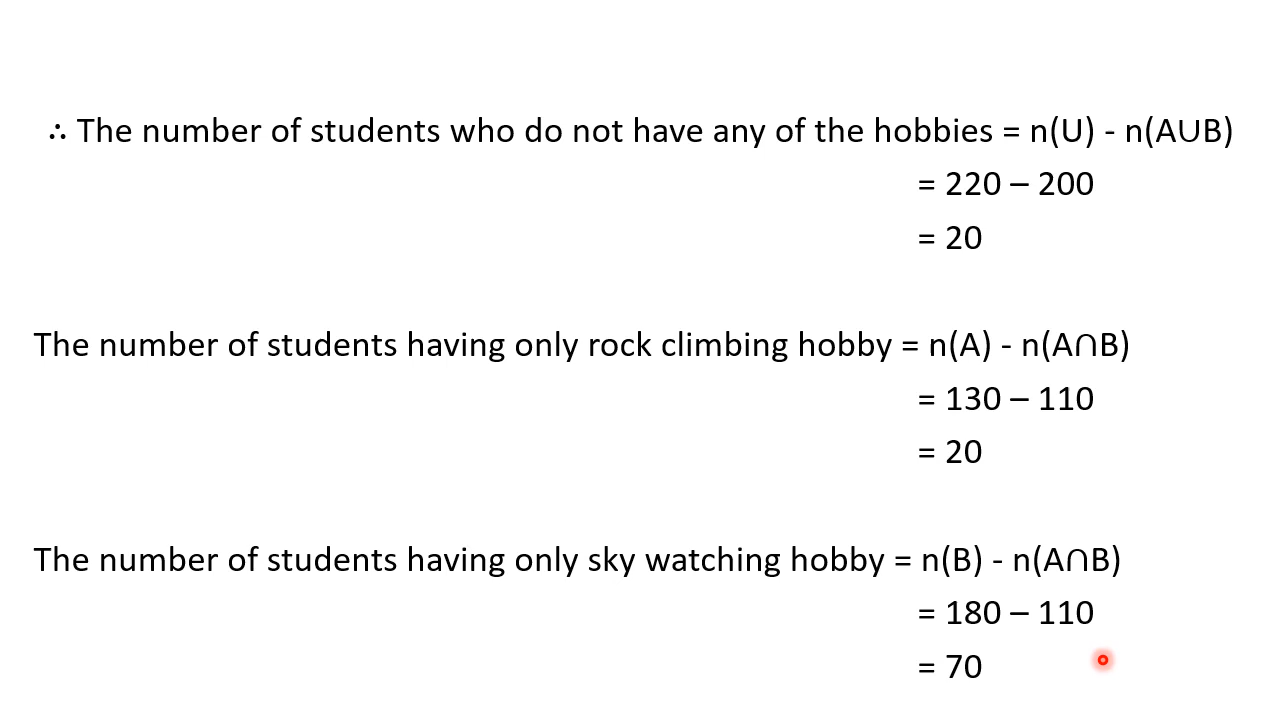 ∴ The number of students who do not have any of the hobbies = n(U) - n(A∪B)
= 220 – 200
= 20
The number of students having only rock climbing hobby = n(A) - n(A∩B)
= 130 – 110
= 20
The number of students having only sky watching hobby = n(B) - n(A∩B)
= 180 – 110
= 70